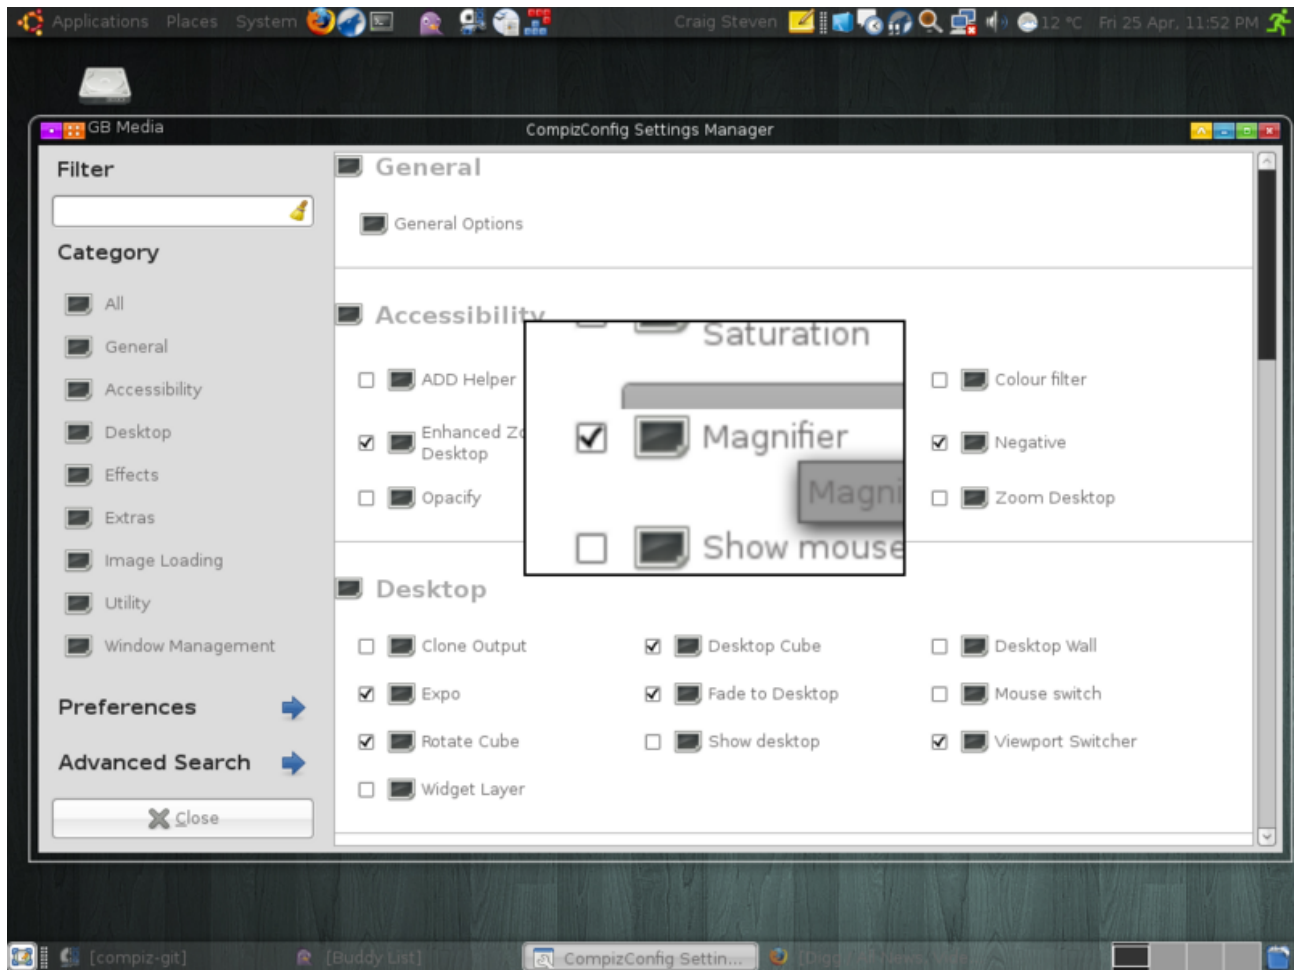 Applications Places System
Craig Steven
12 °C Fri 25 Apr, 11:52 PM
GB Media
CompizConfig Settings Manager
Filter
Category
All
General
Accessibility
Desktop
Effects
Extras
Image Loading
Utility
Window Management
Preferences
Advanced Search
Close
General
General Options
Accessibility
ADD Helper
Saturation
Colour filter
Enhanced Zo
Desktop
Magnifier
Magni
Negative
Opacify
Show mouse
Zoom Desktop
Desktop
Clone Output
Desktop Cube
Desktop Wall
Expo
Fade to Desktop
Mouse switch
Rotate Cube
Show desktop
Viewport Switcher
Widget Layer
[compiz-git]
[Buddy List]
CompizConfig Settin...